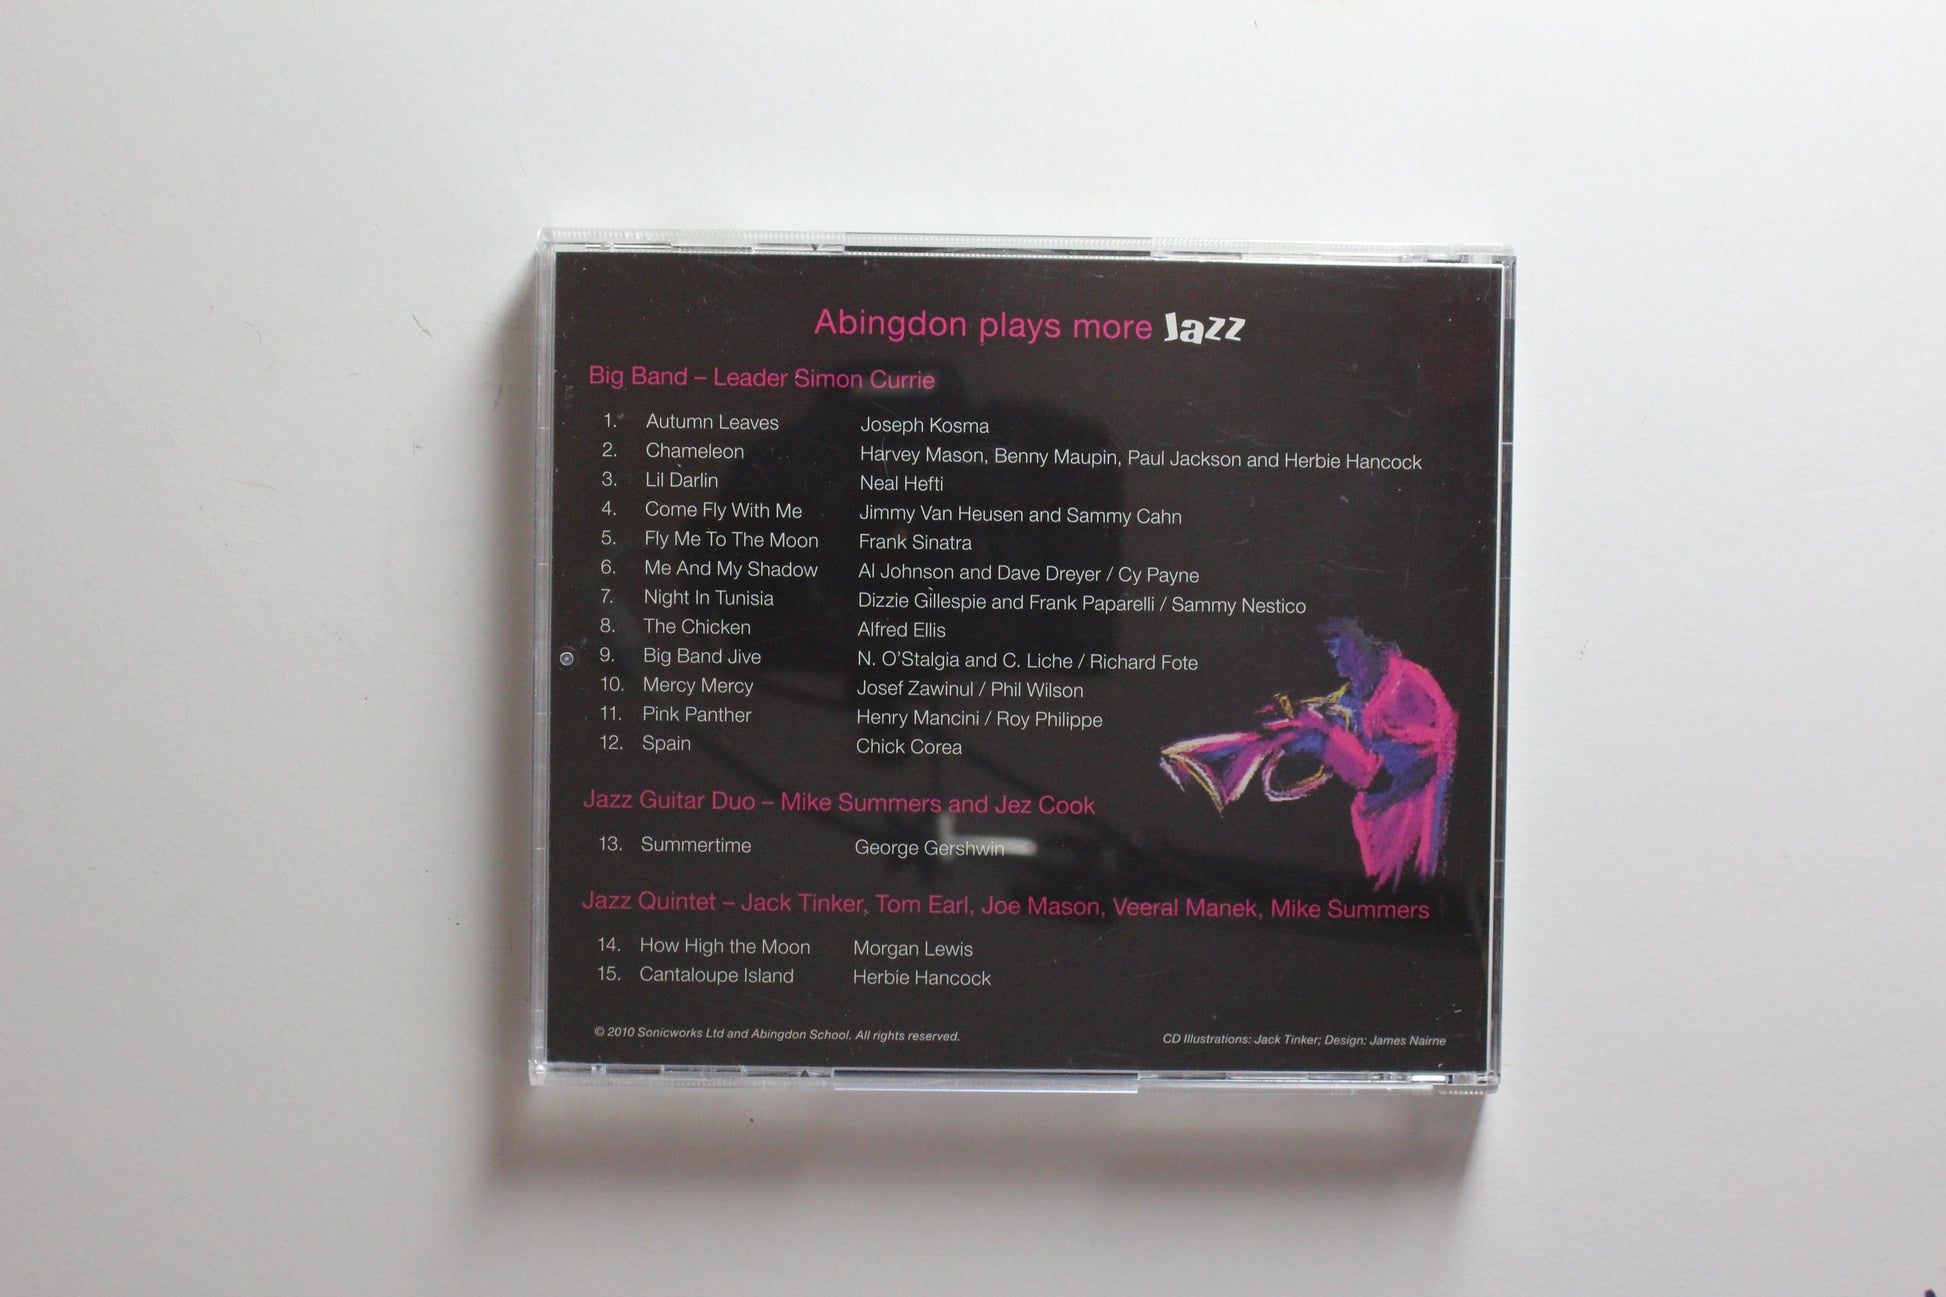 Abingdon plays more Jazz
Big Band – Leader Simon Currie
1. Autumn Leaves Joseph Kosma
2. Chameleon Harvey Mason, Benny Maupin, Paul Jackson and Herbie Hancock
3. Lil Darlin Neal Hefti
4. Come Fly With Me Jimmy Van Heusen and Sammy Cahn
5. Fly Me To The Moon Frank Sinatra
6. Me And My Shadow Al Johnson and Dave Dreyer / Cy Payne
7. Night In Tunisia Dizzie Gillespie and Frank Paparelli / Sammy Nestico
8. The Chicken Alfred Ellis
9. Big Band Jive N. O'Stalgia and C. Liche / Richard Fote
10. Mercy Mercy Josef Zawinul / Phil Wilson
11. Pink Panther Henry Mancini / Roy Philippe
12. Spain Chick Corea
Jazz Guitar Duo – Mike Summers and Jez Cook
13. Summertime George Gershwin
Jazz Quintet – Jack Tinker, Tom Earl, Joe Mason, Veeral Manek, Mike Summers
14. How High the Moon Morgan Lewis
15. Cantaloupe Island Herbie Hancock
© 2010 Sonicworks Ltd and Abingdon School. All rights reserved.
CD Illustrations: Jack Tinker; Design: James Nairne